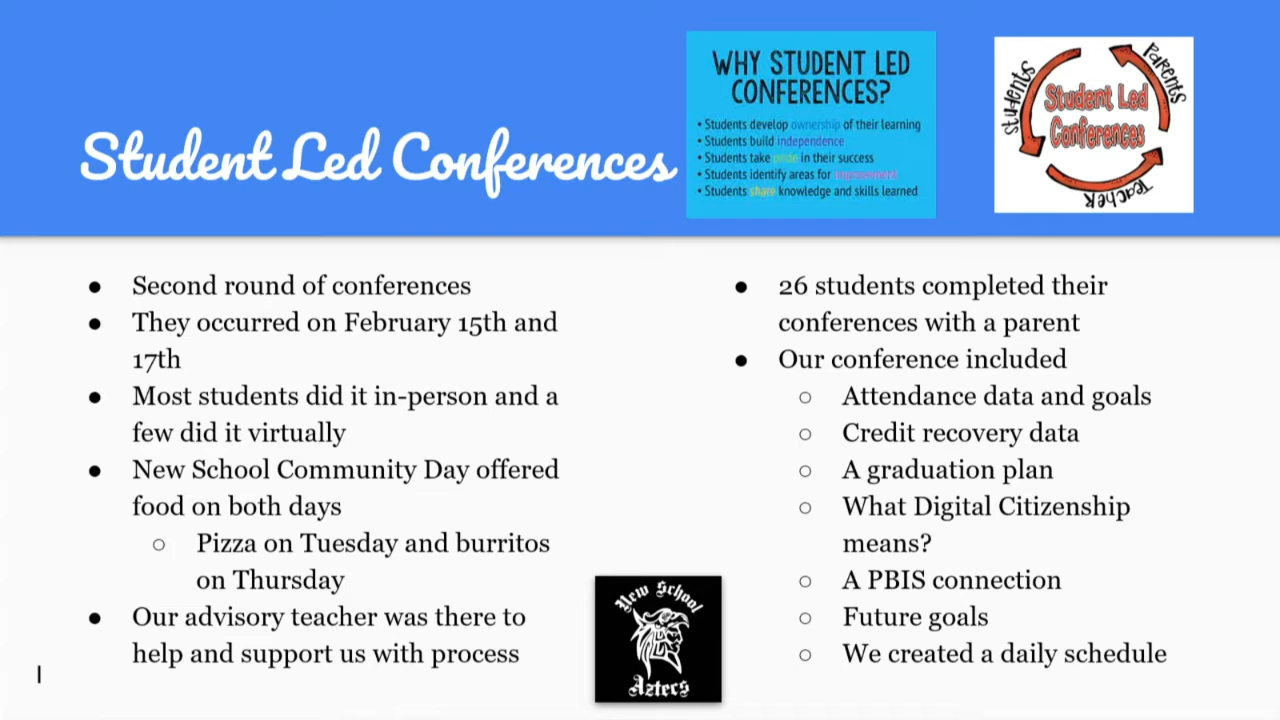 Student Led Conferences
WHY STUDENT LED
CONFERENCES?
• Students develop ownership of their learning
• Students build independence
• Students take pride in their success
• Students identify areas for improvement
• Students share knowledge and skills learned
Students
Parents
Student Led
Conferences
Teacher
● Second round of conferences
● They occurred on February 15th and
17th
● Most students did it in-person and a
few did it virtually
● New School Community Day offered
food on both days
○ Pizza on Tuesday and burritos
on Thursday
● Our advisory teacher was there to
help and support us with process
● 26 students completed their
conferences with a parent
● Our conference included
○ Attendance data and goals
○ Credit recovery data
○ A graduation plan
○ What Digital Citizenship
means?
○ A PBIS connection
○ Future goals
○ We created a daily schedule
New School
Aztecs